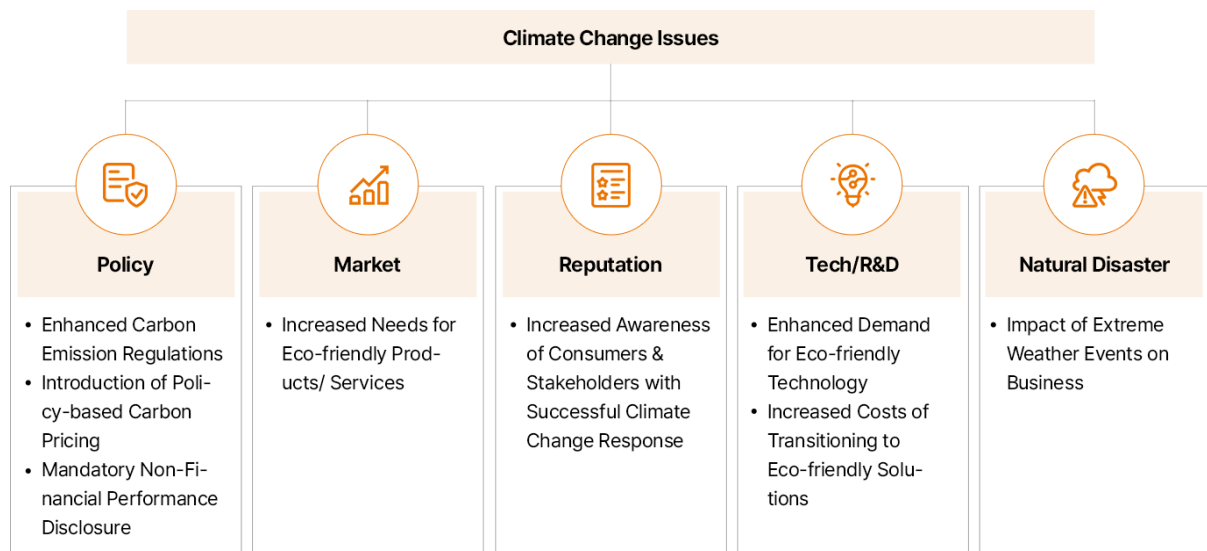 Climate Change Issues
Policy
• Enhanced Carbon
Emission Regulations
• Introduction of Poli-
cy-based Carbon
Pricing
• Mandatory Non-Fi-
nancial Performance
Disclosure
Market
• Increased Needs for
Eco-friendly Prod-
ucts/ Services
Reputation
• Increased Awareness
of Consumers &
Stakeholders with
Successful Climate
Change Response
Tech/R&D
• Enhanced Demand
for Eco-friendly
Technology
• Increased Costs of
Transitioning to
Eco-friendly Solu-
tions
Natural Disaster
• Impact of Extreme
Weather Events on
Business